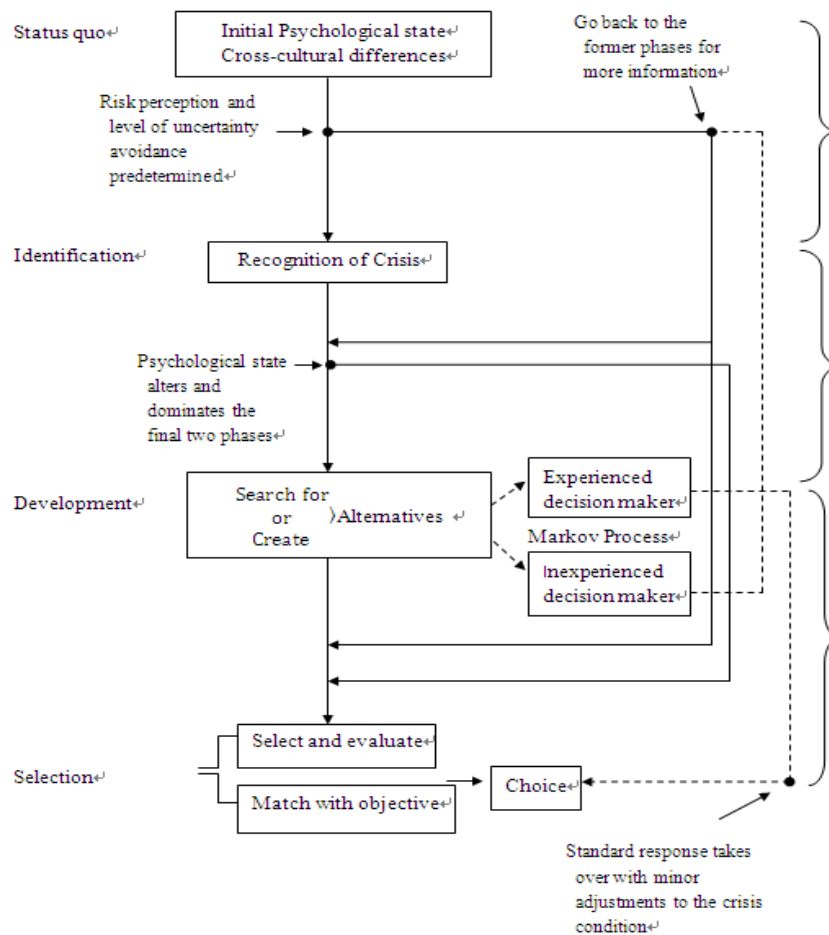 Status quo↵
Initial Psychological state
Cross-cultural differences↵
Go back to the
former phases for
more information↵
Risk perception and
level of uncertainty
avoidance
predetermined↵
Identification↵
Recognition of Crisis↵
Psychological state
alters and
dominates the
final two phases↵
Development↵
Search for
or
Create
〉Alternatives ↵
Experienced
decision maker↵
Markov Process↵
Inexperienced
decision maker↵
Selection↵
Select and evaluate↵
Match with objective↵
Choice↵
Standard response takes
over with minor
adjustments to the crisis
condition↵